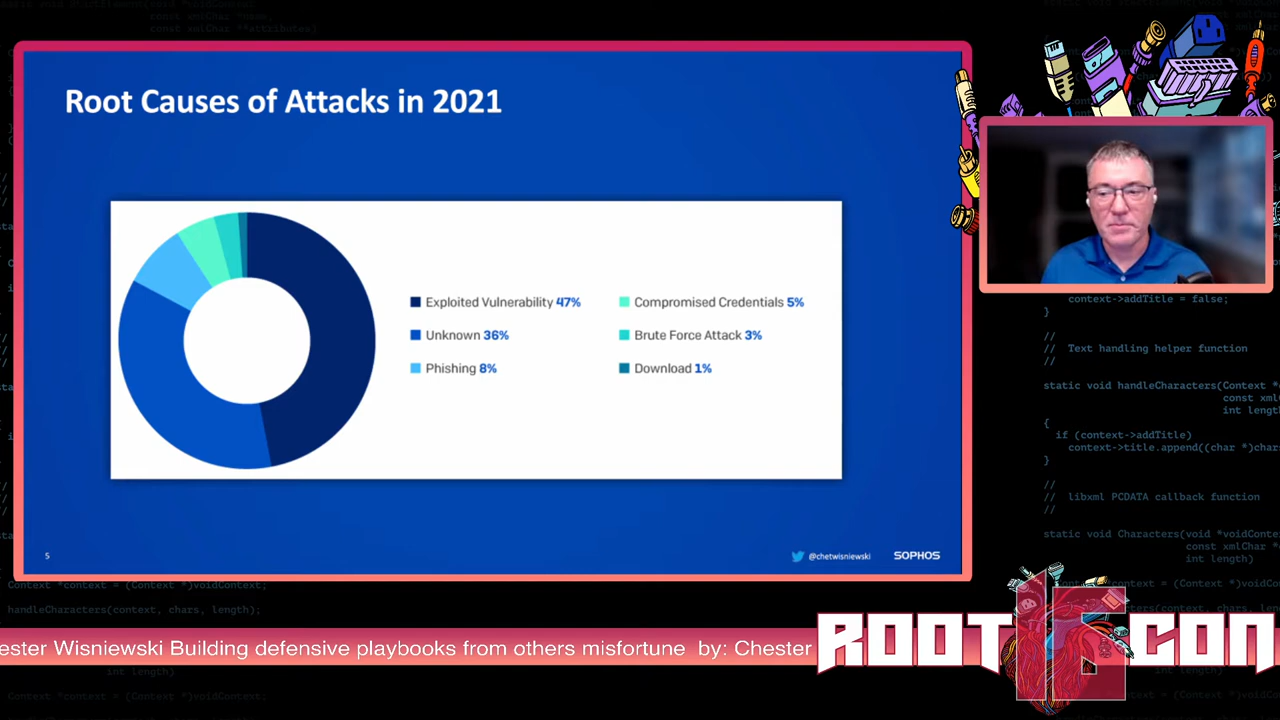 const xmlChar **attributes)
Root Causes of Attacks in 2021
Exploited Vulnerability 47%
Compromised Credentials 5%
Unknown 36%
Brute Force Attack 3%
Phishing 8%
Download 1%
5
@chetwisniewski
SOPHOS
context->addTitle = false;
}
//
// Text handling helper function
//
static void handleCharacters(Context *
const xml
int length)
{
if (context->addTitle)
context->title.append((char *)char
}
//
// libxml PCDATA callback function
//
static void Characters(void *voidConte
const xmlChar
int length)
{
Context *context = (Context *)voidContext;
handleCharacters(context, chars, length);
}
ester Wisniewski Building defensive playbooks from others misfortune by: Chester
ROOT CON
16
int length)
{
Context *context = (Context *)voidContext;